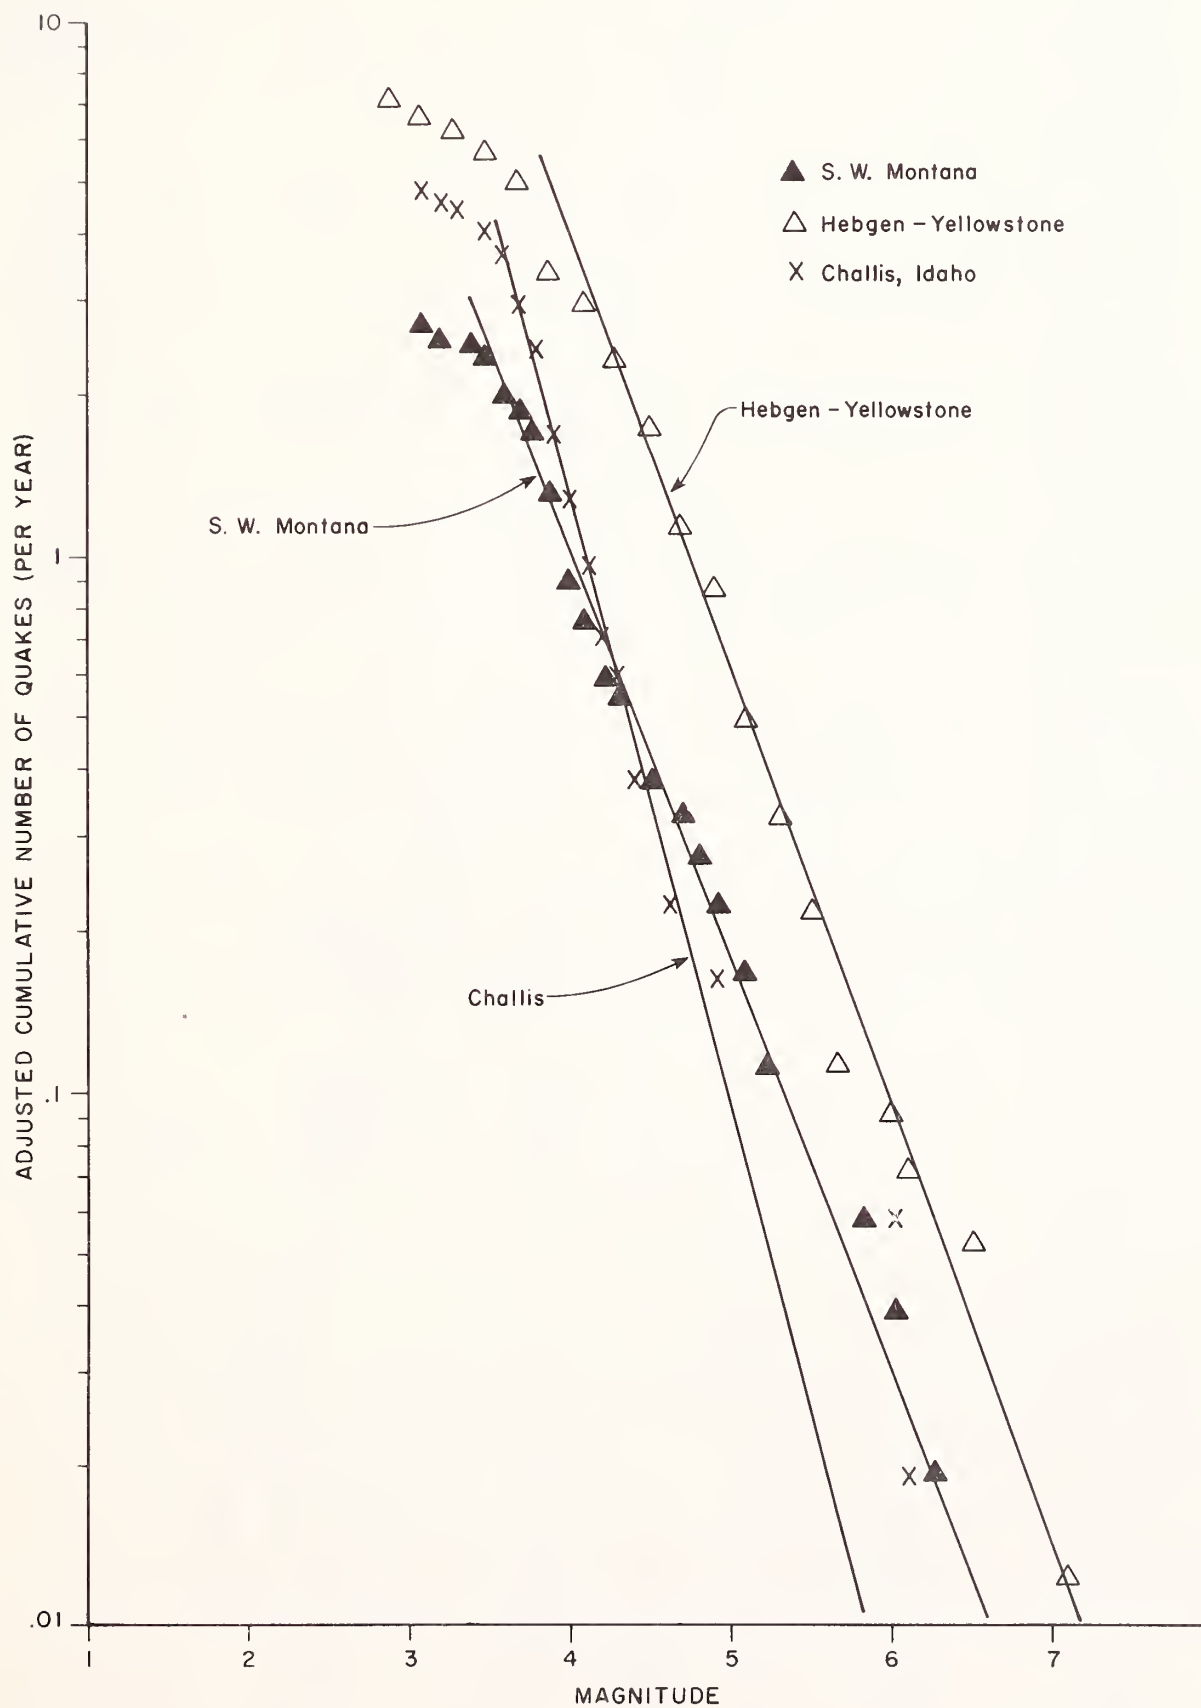 10
1
.1
.01
ADJUSTED CUMULATIVE NUMBER OF QUAKES (PER YEAR)
S. W. Montana
Hebgen – Yellowstone
Challis, Idaho
Hebgen – Yellowstone
S. W. Montana
Challis
1 2 3 4 5 6 7
MAGNITUDE